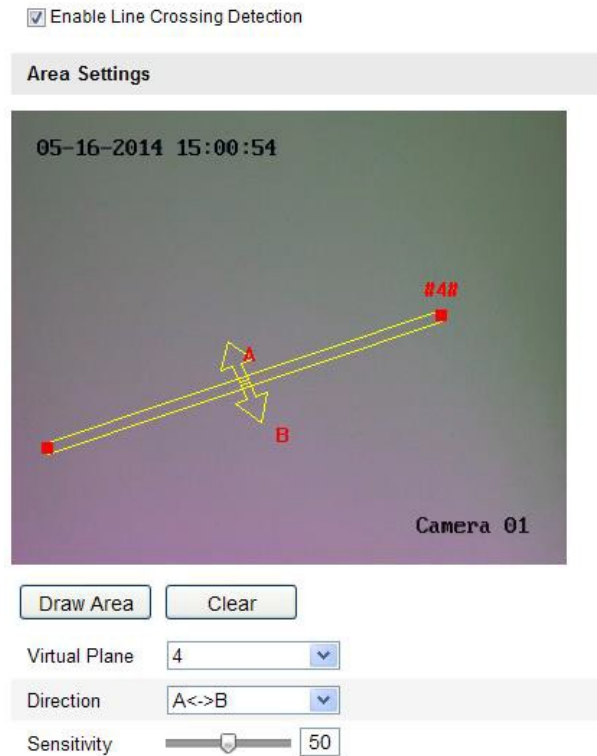 Enable Line Crossing Detection
Area Settings
05-16-2014 15:00:54
#4#
A
B
Camera 01
Draw Area Clear
Virtual Plane 4
Direction A<->B
Sensitivity 50